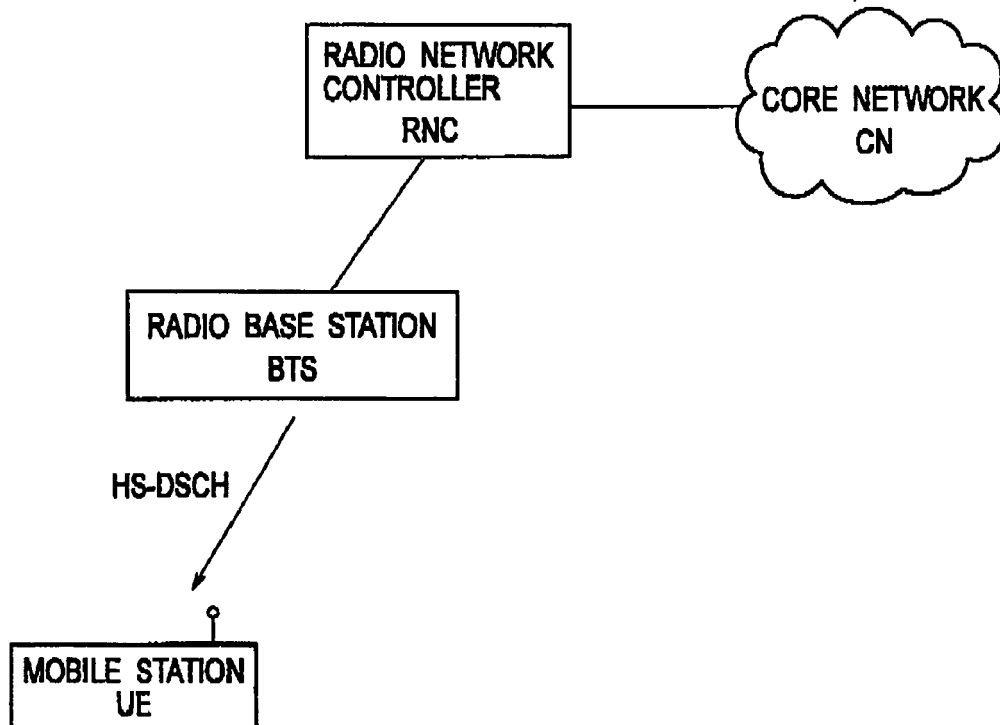 RADIO NETWORK
CONTROLLER
RNC
CORE NETWORK
CN
RADIO BASE STATION
BTS
HS-DSCH
MOBILE STATION
UE